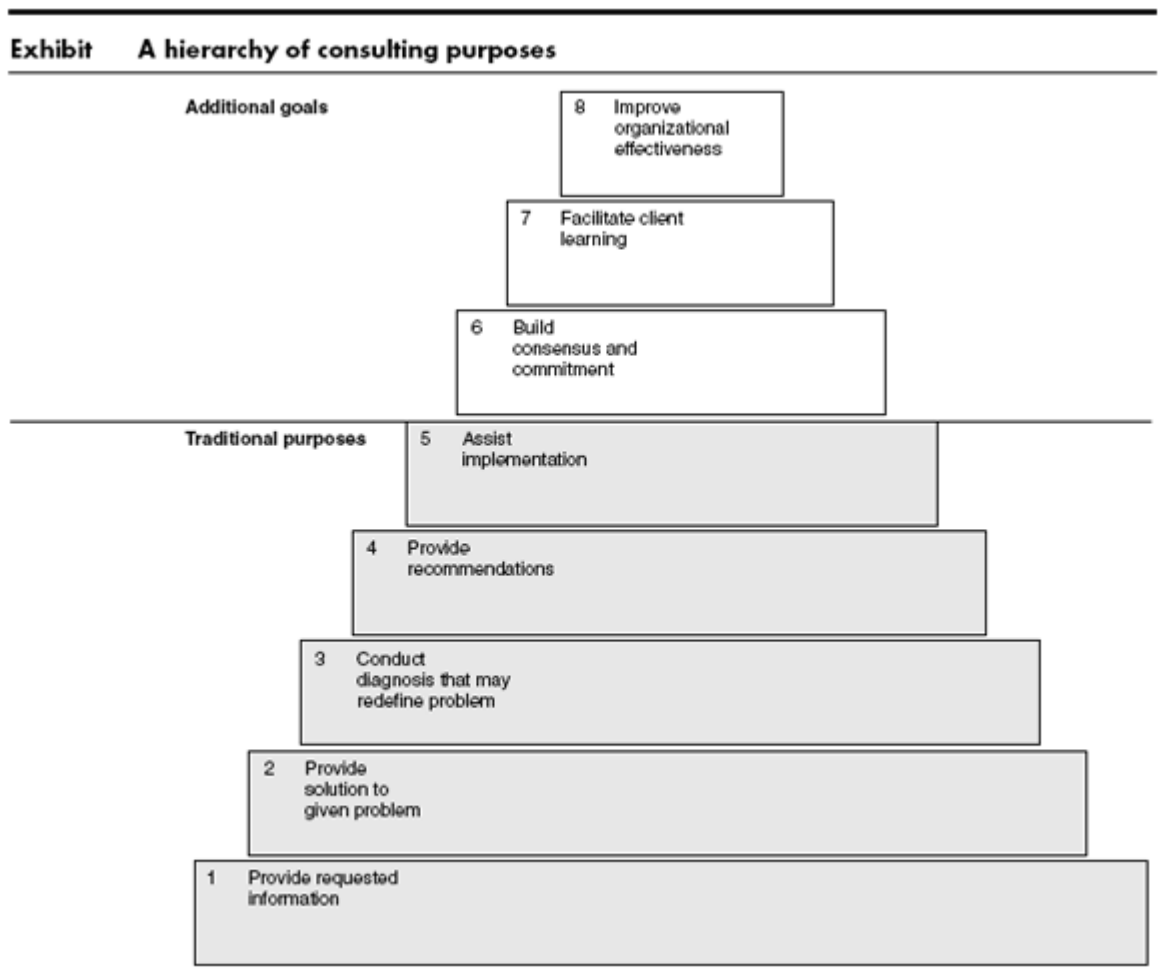 Exhibit A hierarchy of consulting purposes
Additional goals
8 Improve
organizational
effectiveness
7 Facilitate client
learning
6 Build
consensus and
commitment
Traditional purposes
5 Assist
implementation
4 Provide
recommendations
3 Conduct
diagnosis that may
redefine problem
2 Provide
solution to
given problem
1 Provide requested
information